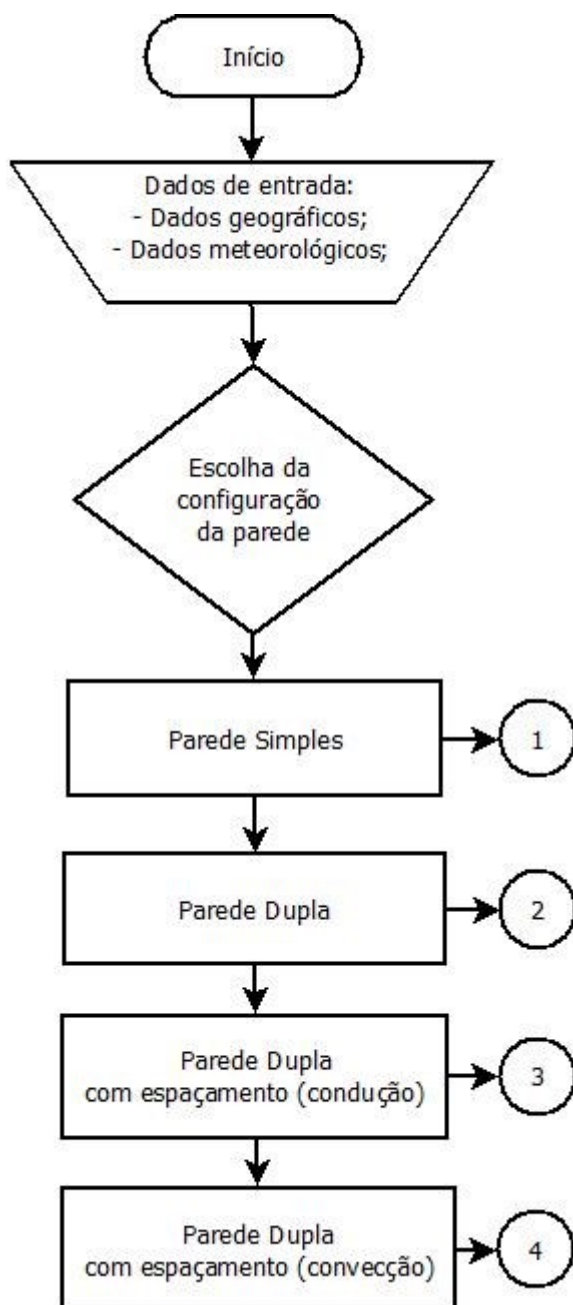 Início
Dados de entrada:
- Dados geográficos;
- Dados meteorológicos;
Escolha da
configuração
da parede
Parede Simples
1
Parede Dupla
2
Parede Dupla
com espaçamento (condução)
3
Parede Dupla
com espaçamento (convecção)
4